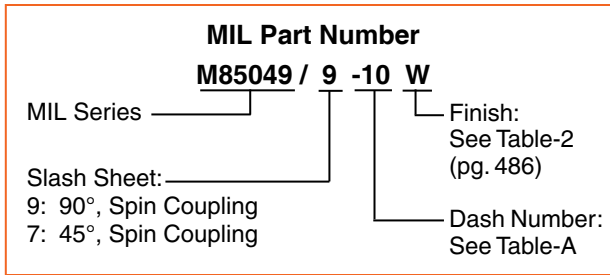 MIL Part Number
M85049 / 9 -10 W
MIL Series
Finish:
See Table-2
(pg. 486)
Slash Sheet:
9: 90°, Spin Coupling
7: 45°, Spin Coupling
Dash Number:
See Table-A